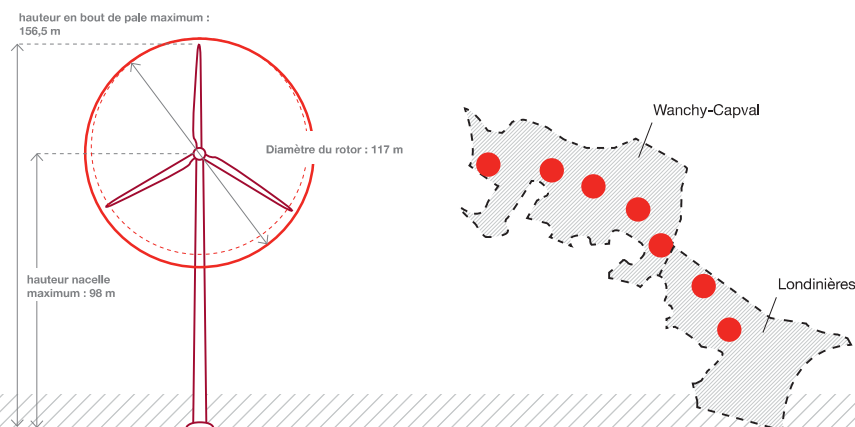 hauteur en bout de pale maximum :
156,5 m
Diamètre du rotor : 117 m
hauteur nacelle
maximum : 98 m
Wanchy-Capval
Londinières